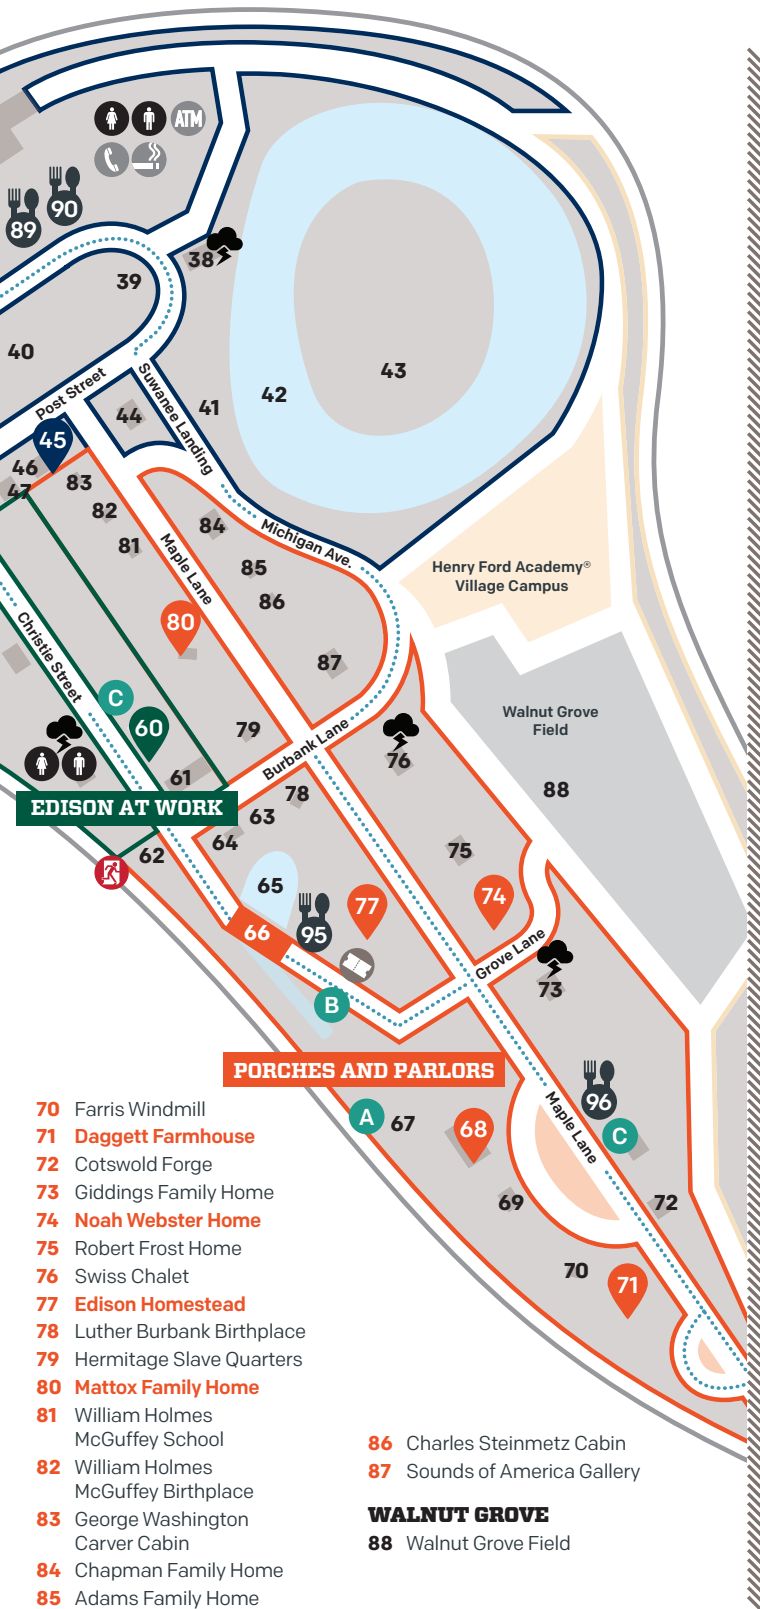 ATM
90
89
38
39
40
43
42
41
44
Post Street
Suwanee Landing
45
46
47
83
82
81
84
Michigan Ave.
85
86
87
Maple Lane
80
Henry Ford Academy®
Village Campus
Christie Street
C
60
79
61
Burbank Lane
76
Walnut Grove
Field
88
EDISON AT WORK
78
63
64
62
65
66
95
77
75
74
Grove Lane
73
B
PORCHES AND PARLORS
A
67
68
69
96
C
Maple Lane
72
70
71
70 Farris Windmill
71 Daggett Farmhouse
72 Cotswold Forge
73 Giddings Family Home
74 Noah Webster Home
75 Robert Frost Home
76 Swiss Chalet
77 Edison Homestead
78 Luther Burbank Birthplace
79 Hermitage Slave Quarters
80 Mattox Family Home
81 William Holmes
McGuffey School
82 William Holmes
McGuffey Birthplace
83 George Washington
Carver Cabin
84 Chapman Family Home
85 Adams Family Home
86 Charles Steinmetz Cabin
87 Sounds of America Gallery
WALNUT GROVE
88 Walnut Grove Field